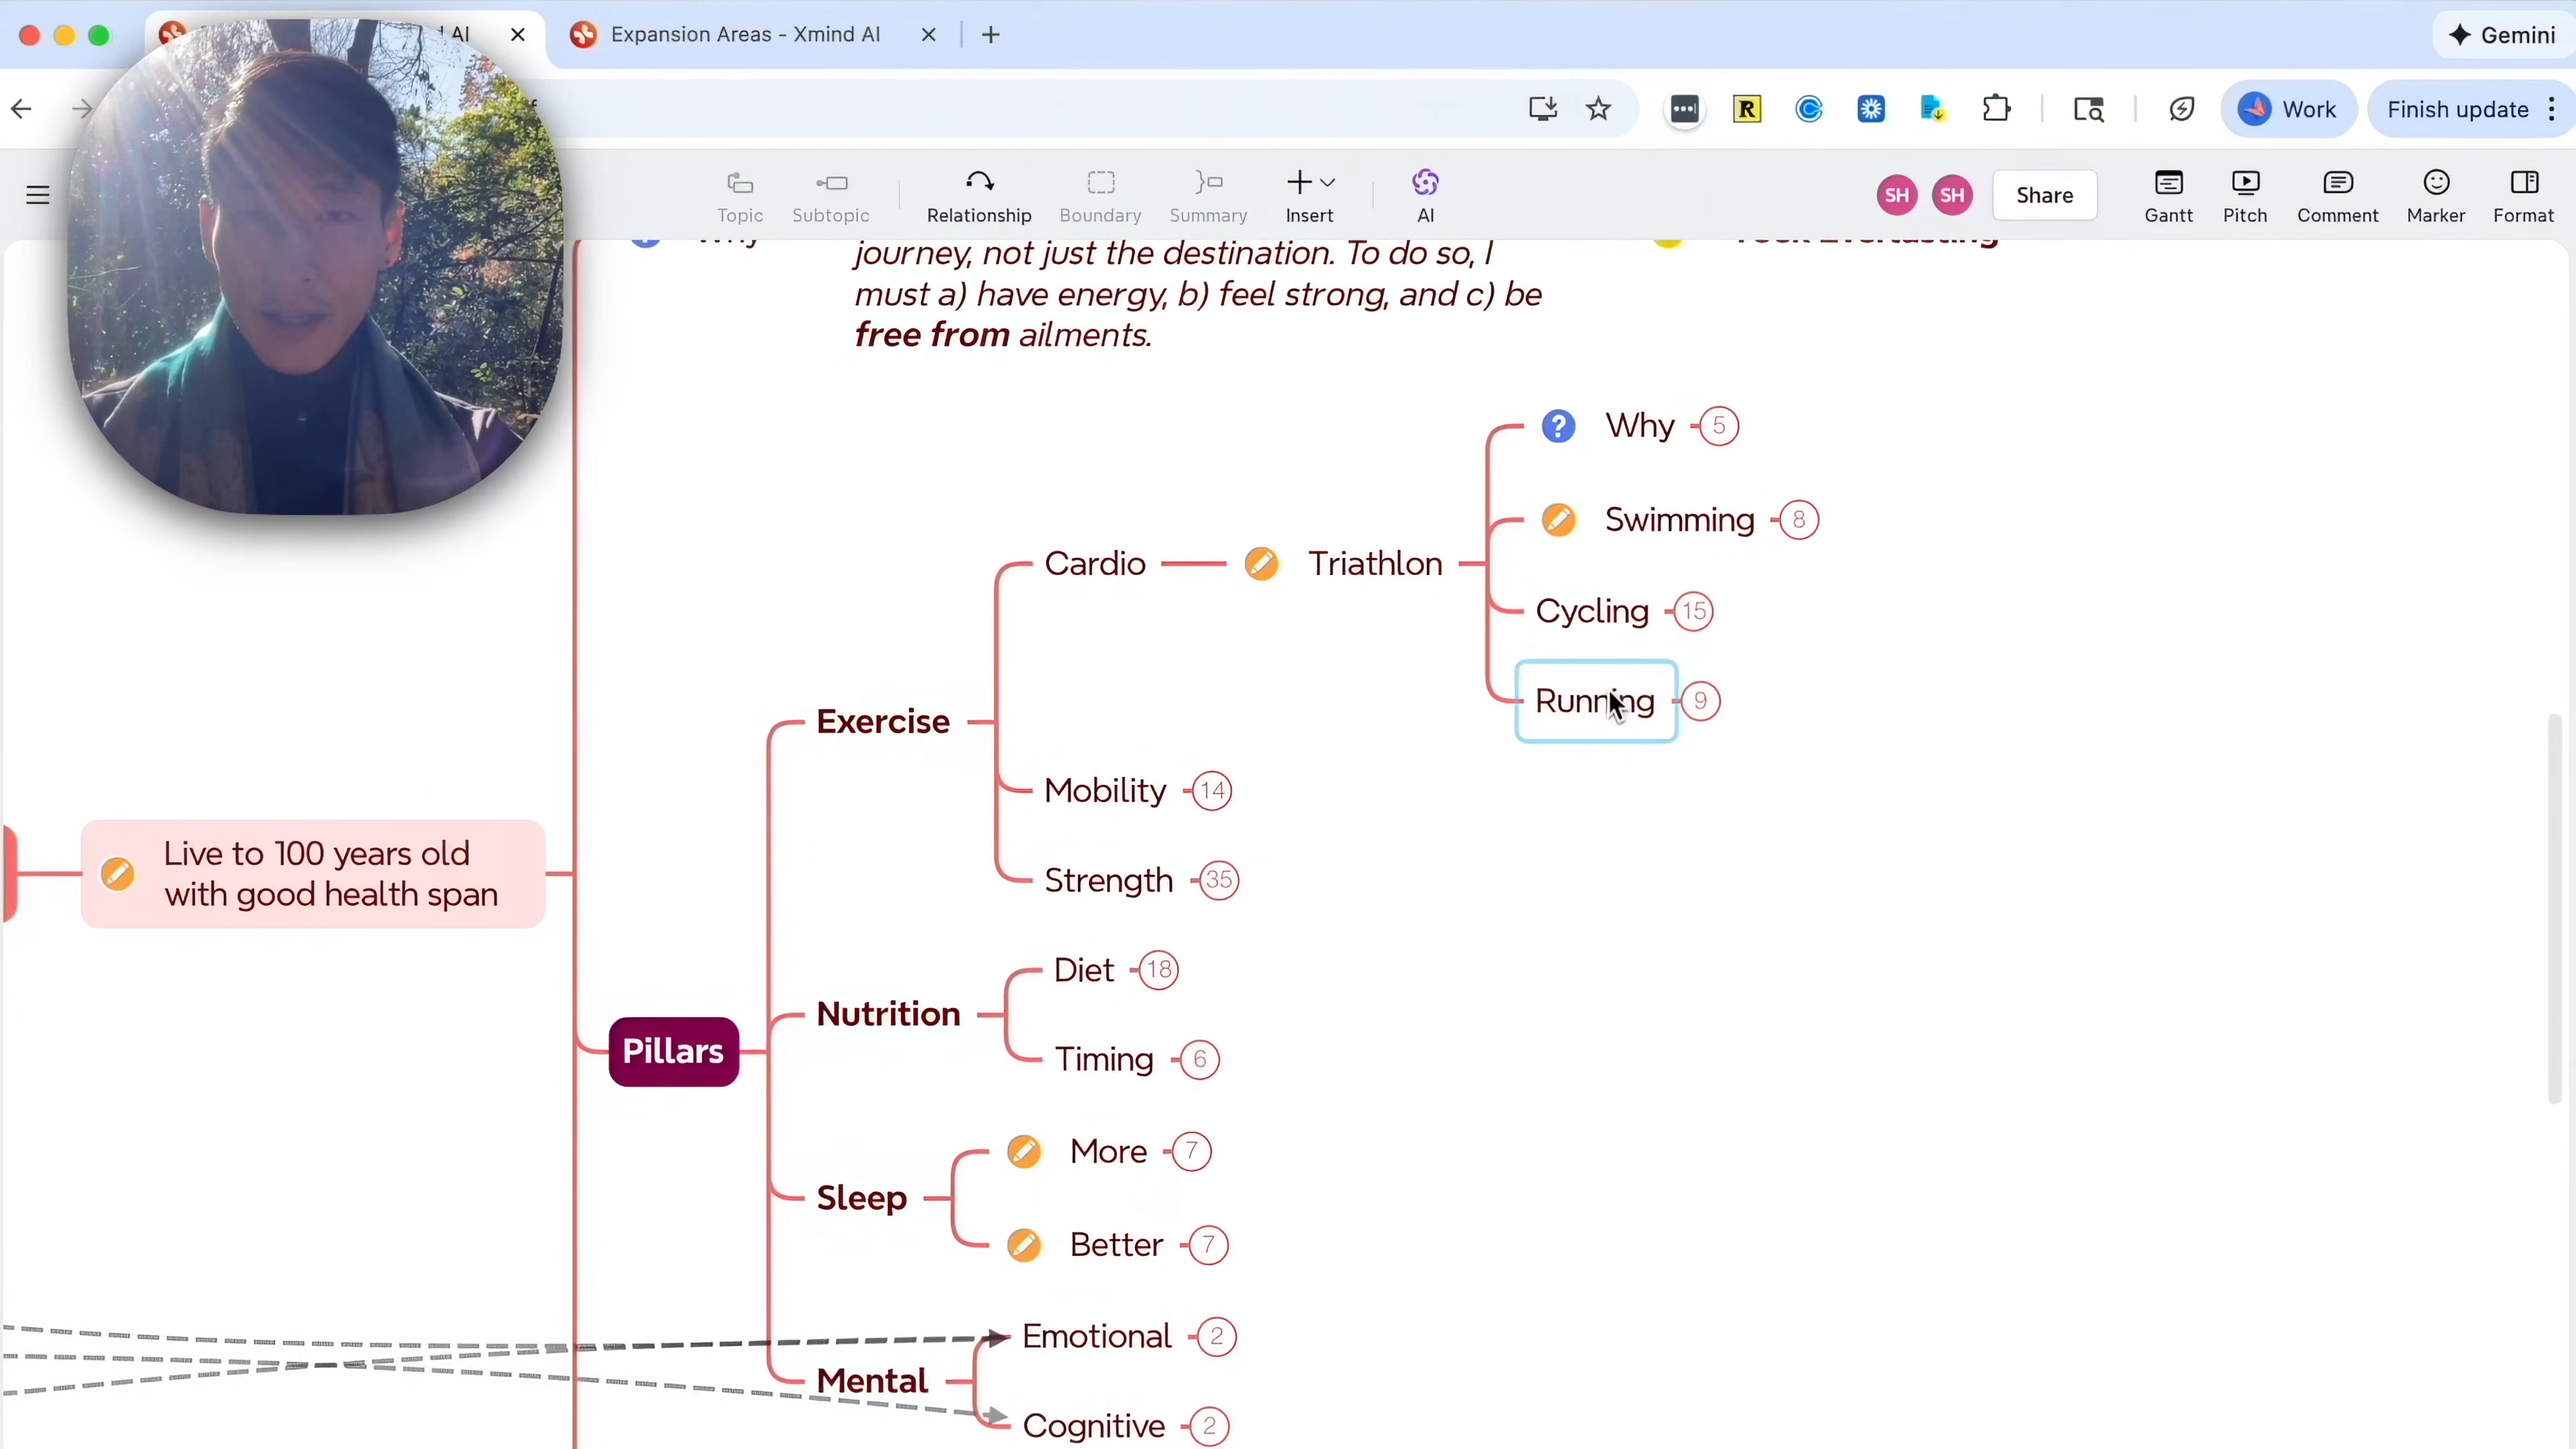 AI
Expansion Areas - Xmind AI
Gemini
Work
Finish update
Topic
Subtopic
Relationship
Boundary
Summary
Insert
AI
SH
SH
Share
Gantt
Pitch
Comment
Marker
Format
Why
journey, not just the destination. To do so, I
must a) have energy, b) feel strong, and c) be
free from ailments.
Why 5
Swimming 8
Cardio
Triathlon
Cycling 15
Running 9
Exercise
Mobility 14
Strength 35
Live to 100 years old
with good health span
Pillars
Nutrition
Diet 18
Timing 6
Sleep
More 7
Better 7
Mental
Emotional 2
Cognitive 2